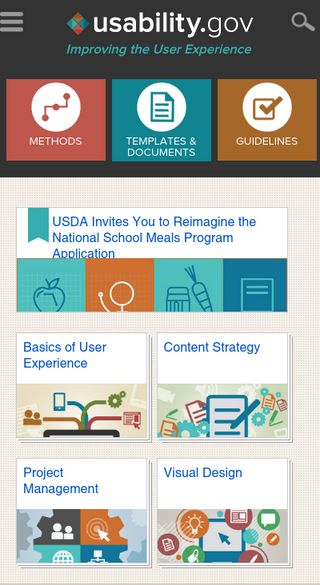 usability.gov
Improving the User Experience
METHODS
TEMPLATES &
DOCUMENTS
GUIDELINES
USDA Invites You to Reimagine the
National School Meals Program
Application
Basics of User
Experience
Content Strategy
Project
Management
Visual Design